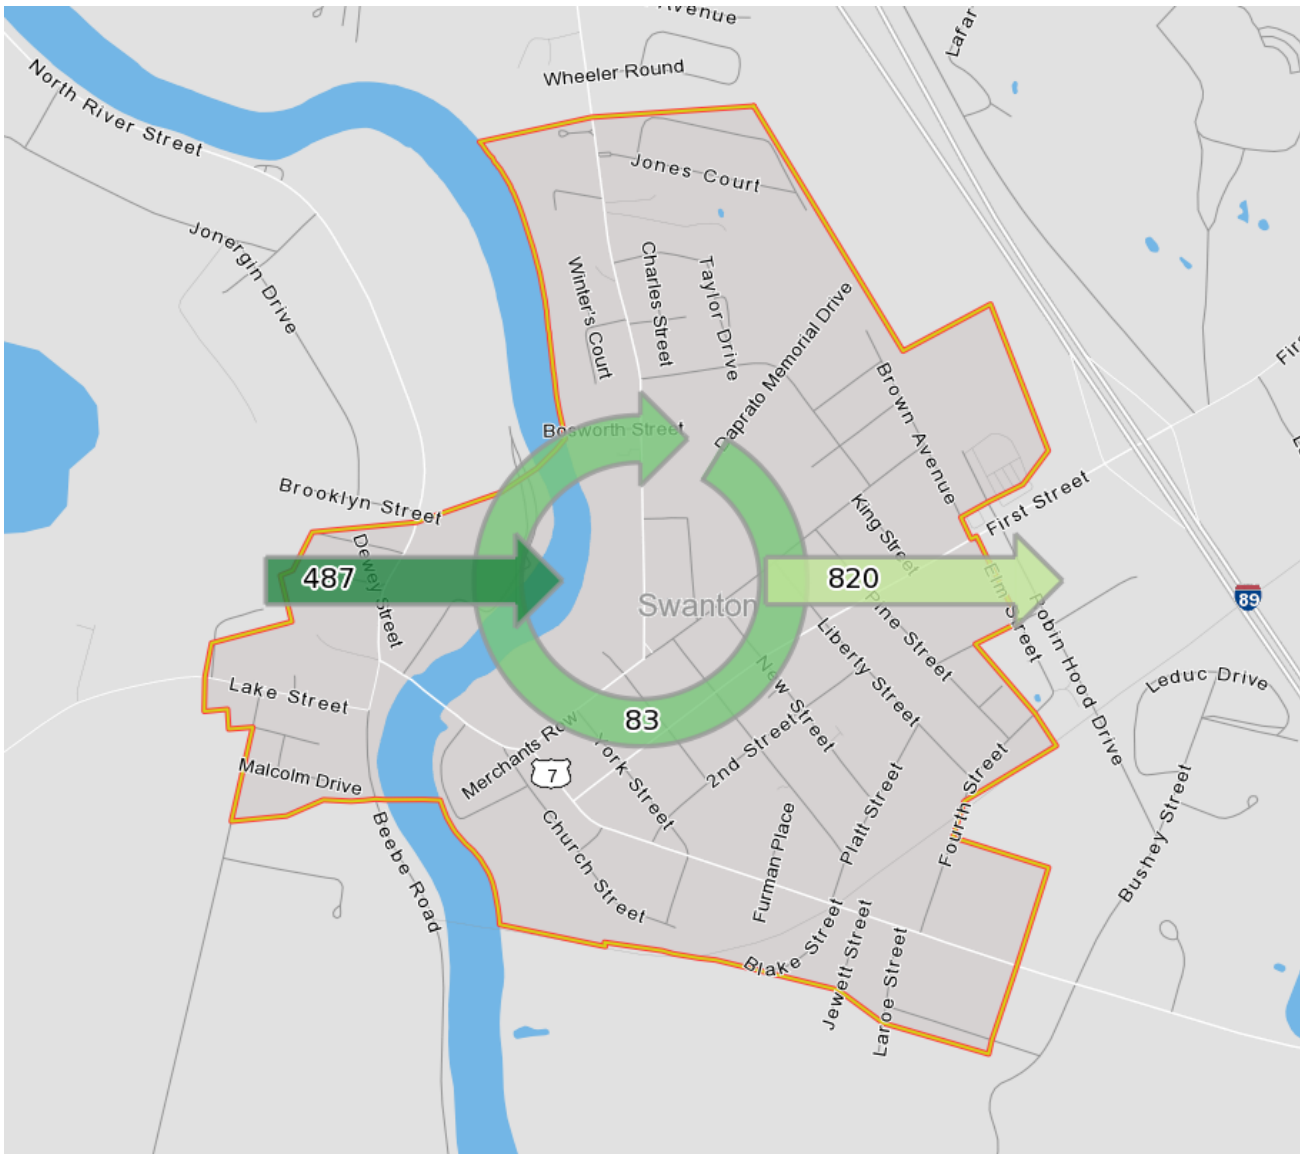 Avenue
Lafar
Wheeler Round
North River Street
Jones Court
Jonergin Drive
Winter's Court
Charles Street
Taylor Drive
Daprato Memorial Drive
Brown Avenue
Bosworth Street
Brooklyn Street
First Street
King Street
Dewey Street
487
820
Elm Street
89
Swanton
Pine Street
Robin Hood Drive
Liberty Street
New Street
Leduc Drive
Lake Street
83
Merchants Row
York Street
2nd Street
7
Malcolm Drive
Fourth Street
Platt Street
Bushey Street
Furman Place
Church Street
Beebe Road
Blake Street
Jewett Street
Laroe Street